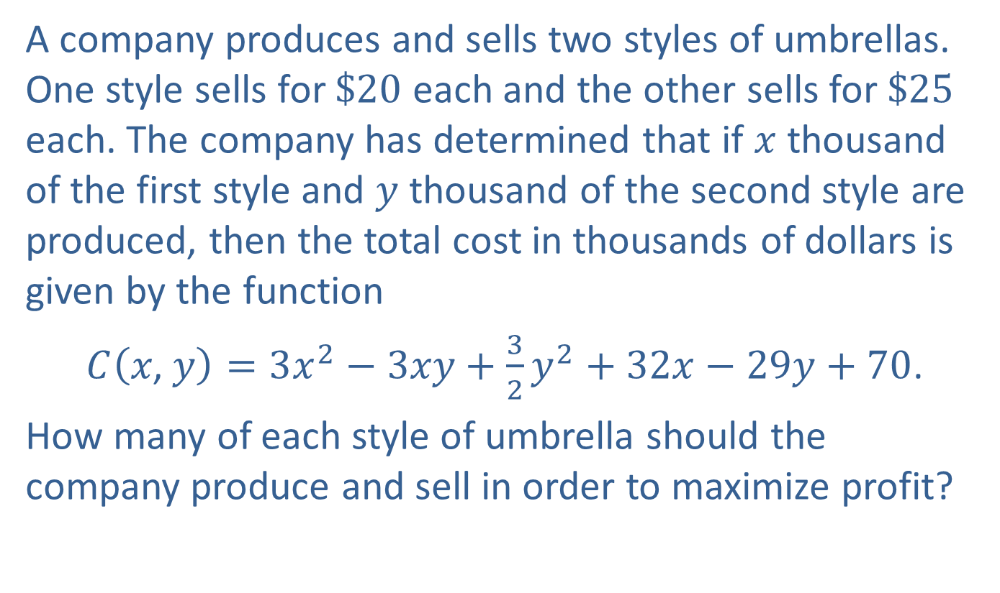 A company produces and sells two styles of umbrellas.
One style sells for $20 each and the other sells for $25
each. The company has determined that if x thousand
of the first style and y thousand of the second style are
produced, then the total cost in thousands of dollars is
given by the function
C(x, y) = 3x² − 3xy + 3/2 y² + 32x − 29y + 70.
How many of each style of umbrella should the
company produce and sell in order to maximize profit?